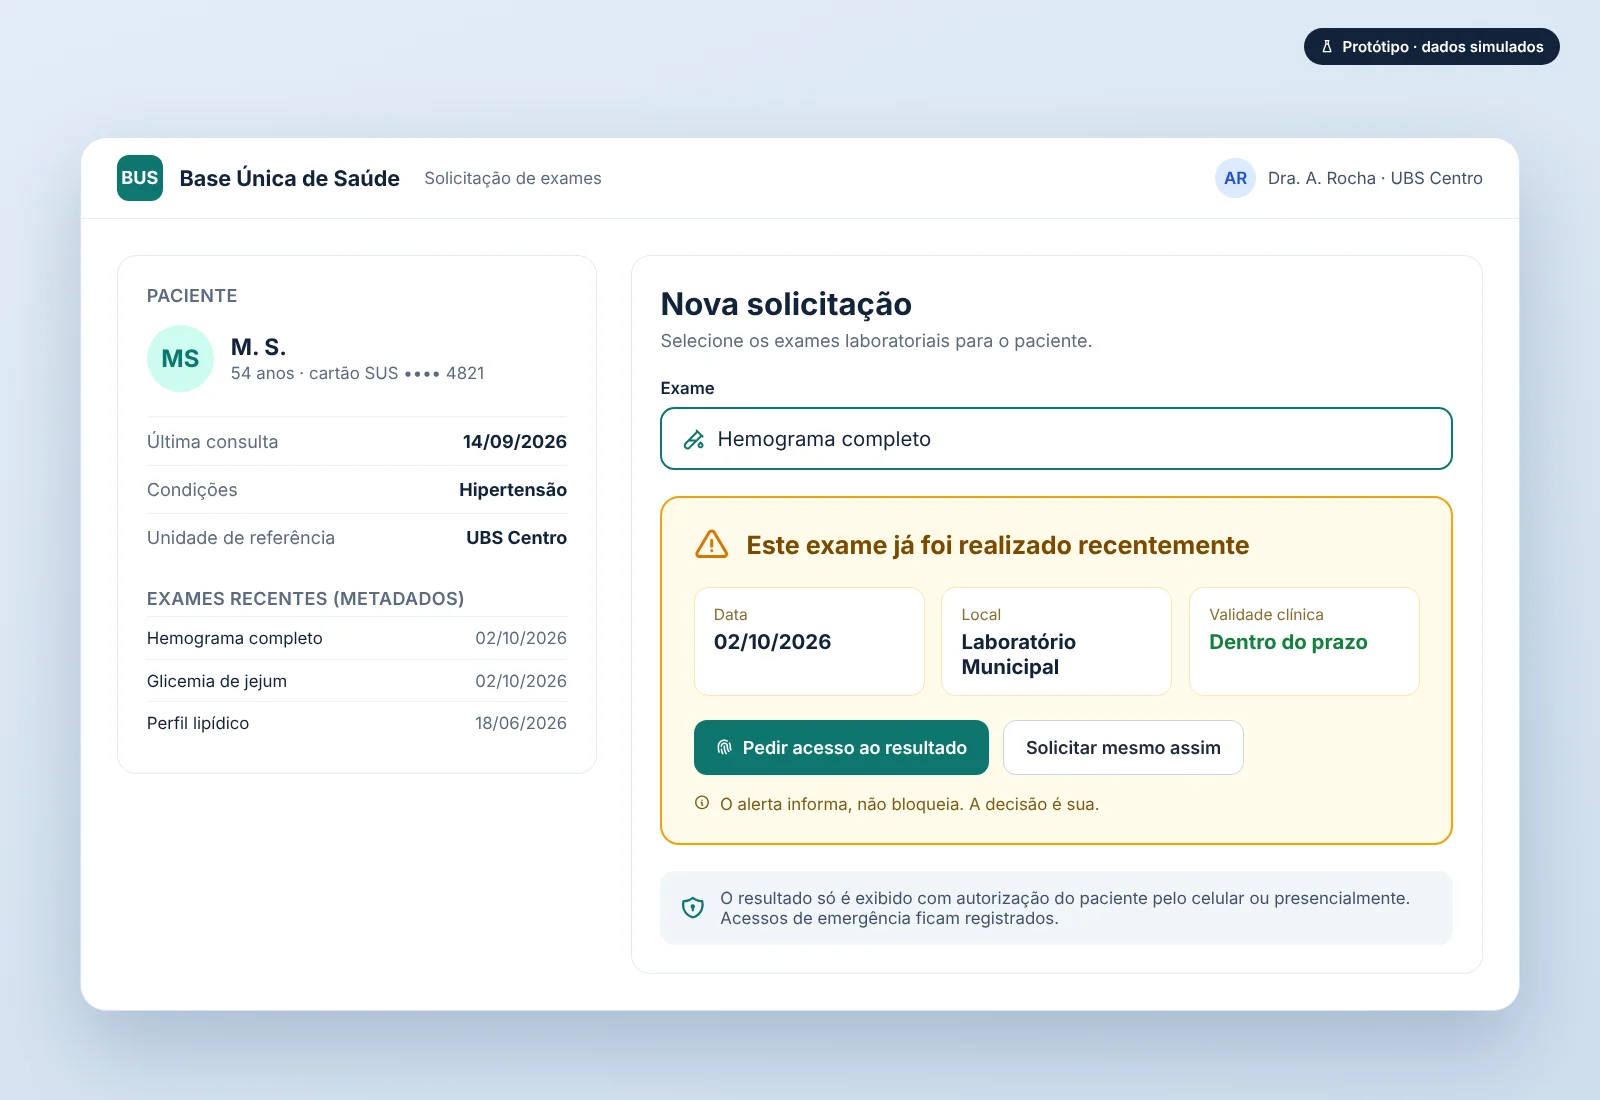 Protótipo · dados simulados
BUS Base Única de Saúde Solicitação de exames
AR Dra. A. Rocha · UBS Centro
PACIENTE
MS
M. S.
54 anos · cartão SUS •••• 4821
Última consulta 14/09/2026
Condições Hipertensão
Unidade de referência UBS Centro
EXAMES RECENTES (METADADOS)
Hemograma completo 02/10/2026
Glicemia de jejum 02/10/2026
Perfil lipídico 18/06/2026
Nova solicitação
Selecione os exames laboratoriais para o paciente.
Exame
Hemograma completo
Este exame já foi realizado recentemente
Data
02/10/2026
Local
Laboratório
Municipal
Validade clínica
Dentro do prazo
Pedir acesso ao resultado
Solicitar mesmo assim
O alerta informa, não bloqueia. A decisão é sua.
O resultado só é exibido com autorização do paciente pelo celular ou presencialmente.
Acessos de emergência ficam registrados.